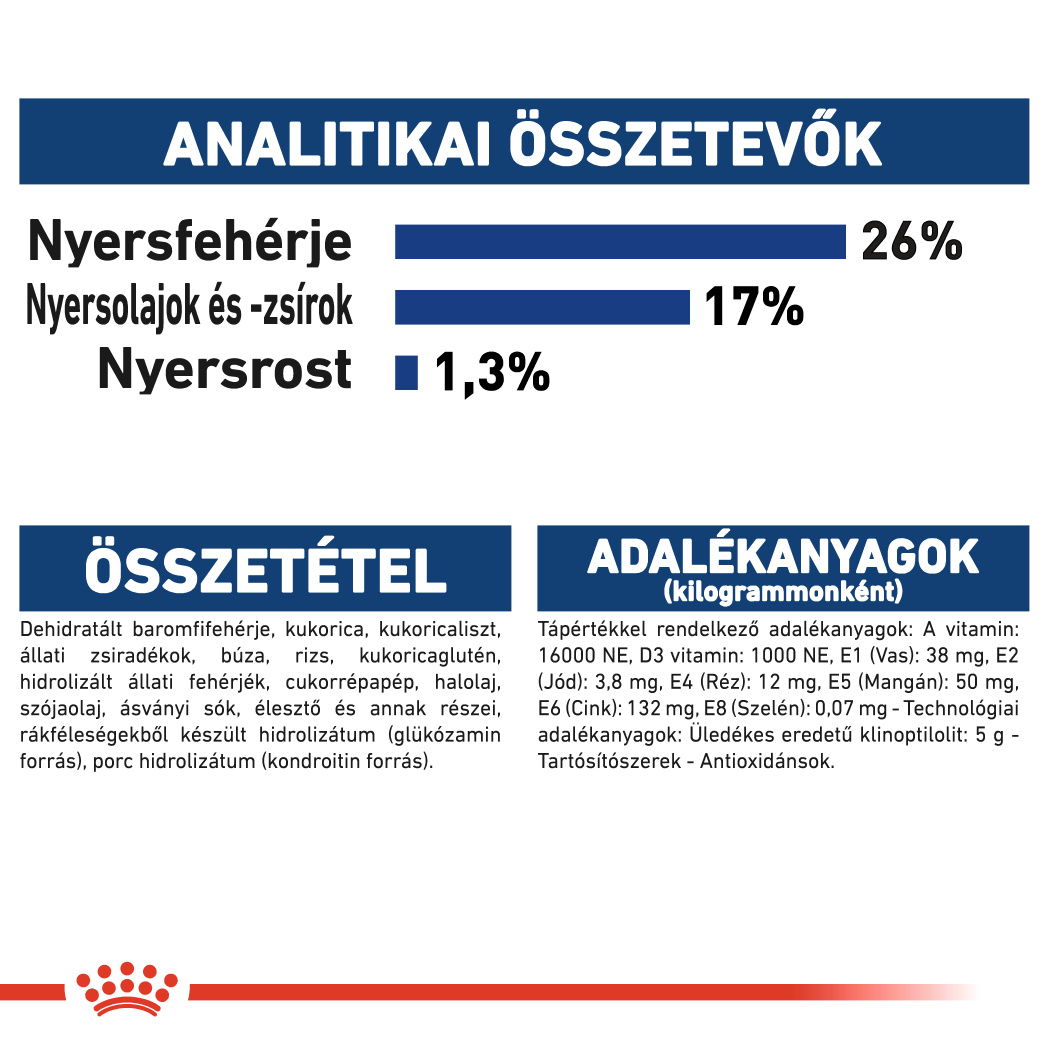 ANALITIKAI ÖSSZETEVŐK
Nyersfehérje 26%
Nyersolajok és -zsírok 17%
Nyersrost 1,3%
ÖSSZETÉTEL
Dehidratált baromfifehérje, kukorica, kukoricaliszt,
állati zsiradékok, búza, rizs, kukoricaglutén,
hidrolizált állati fehérjék, cukorrépapép, halolaj,
szójaolaj, ásványi sók, élesztő és annak részei,
rákféleségekből készült hidrolizátum (glükózamin
forrás), porc hidrolizátum (kondroitin forrás).
ADALÉKANYAGOK
(kilogrammonként)
Tápértékkel rendelkező adalékanyagok: A vitamin:
16000 NE, D3 vitamin: 1000 NE, E1 (Vas): 38 mg, E2
(Jód): 3,8 mg, E4 (Réz): 12 mg, E5 (Mangán): 50 mg,
E6 (Cink): 132 mg, E8 (Szelén): 0,07 mg - Technológiai
adalékanyagok: Üledékes eredetű klinoptilolit: 5 g -
Tartósítószerek - Antioxidánsok.